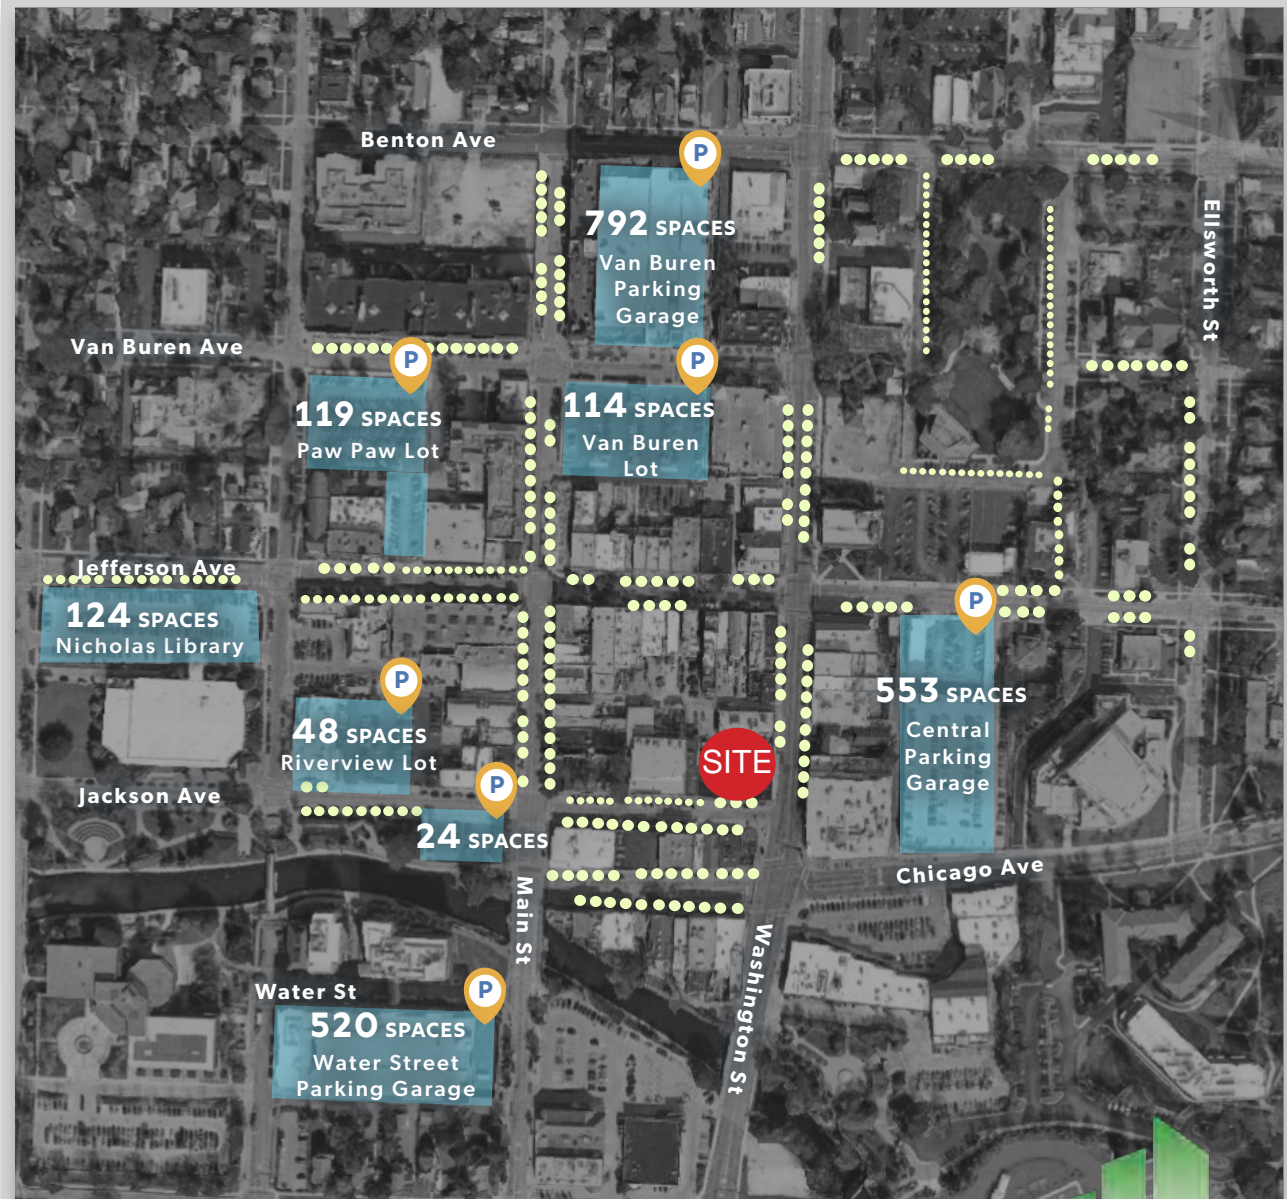 Benton Ave
P
792 SPACES
Van Buren
Parking
Garage
Ellsworth St
Van Buren Ave
P
P
119 SPACES
Paw Paw Lot
114 SPACES
Van Buren
Lot
Jefferson Ave
124 SPACES
Nicholas Library
P
553 SPACES
Central
Parking
Garage
P
48 SPACES
Riverview Lot
SITE
Jackson Ave
P
24 SPACES
Chicago Ave
Main St
Washington St
Water St
P
520 SPACES
Water Street
Parking Garage